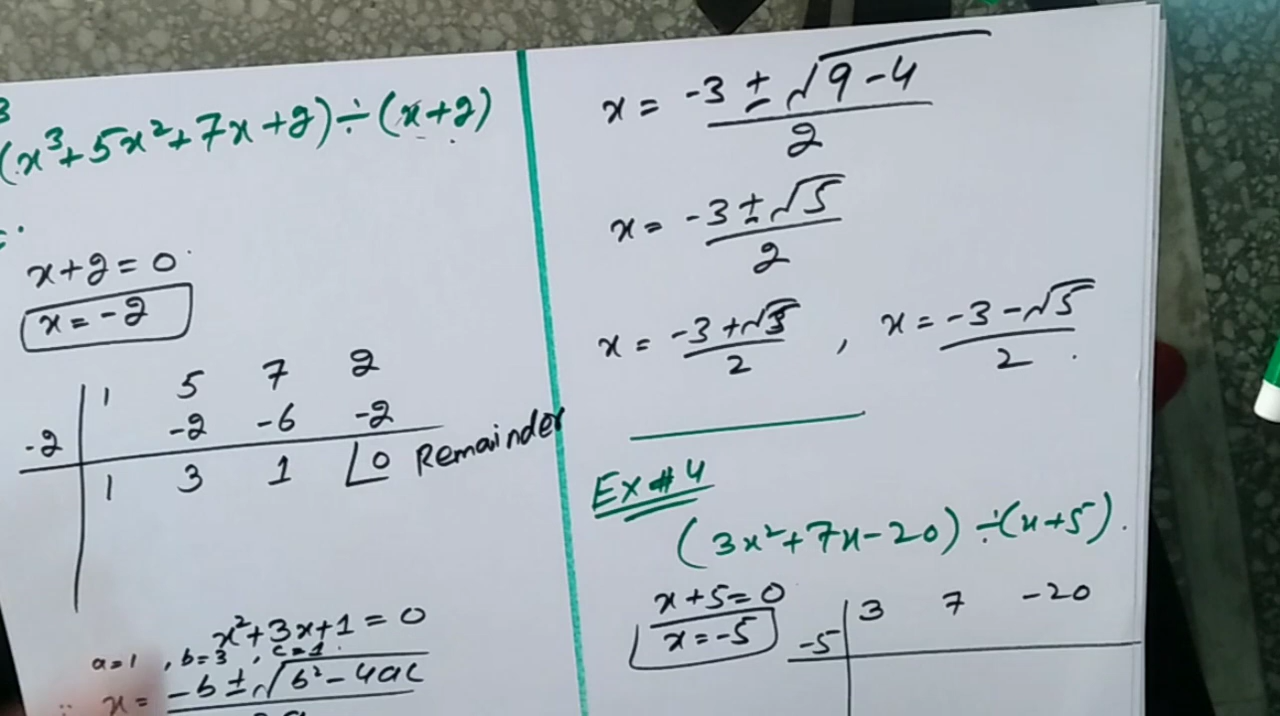 3
(x³+5x²+7x+2)÷(x+2)
x+2=0
x=-2
1 5 7 2
-2 -2 -6 -2
1 3 1 0 Remainder
x²+3x+1=0
a=1, b=3, c=1.
x= -b±√b²-4ac
x= -3±√9-4 / 2
x= -3±√5 / 2
x= -3+√5 / 2 , x= -3-√5 / 2 .
Ex#4
(3x²+7x-20)÷(x+5).
x+5=0
x=-5
3 7 -20
-5